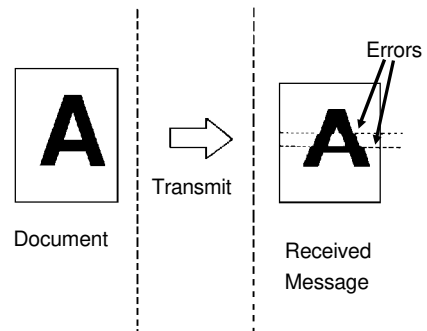 Errors
A
A
Transmit
Document
Received
Message